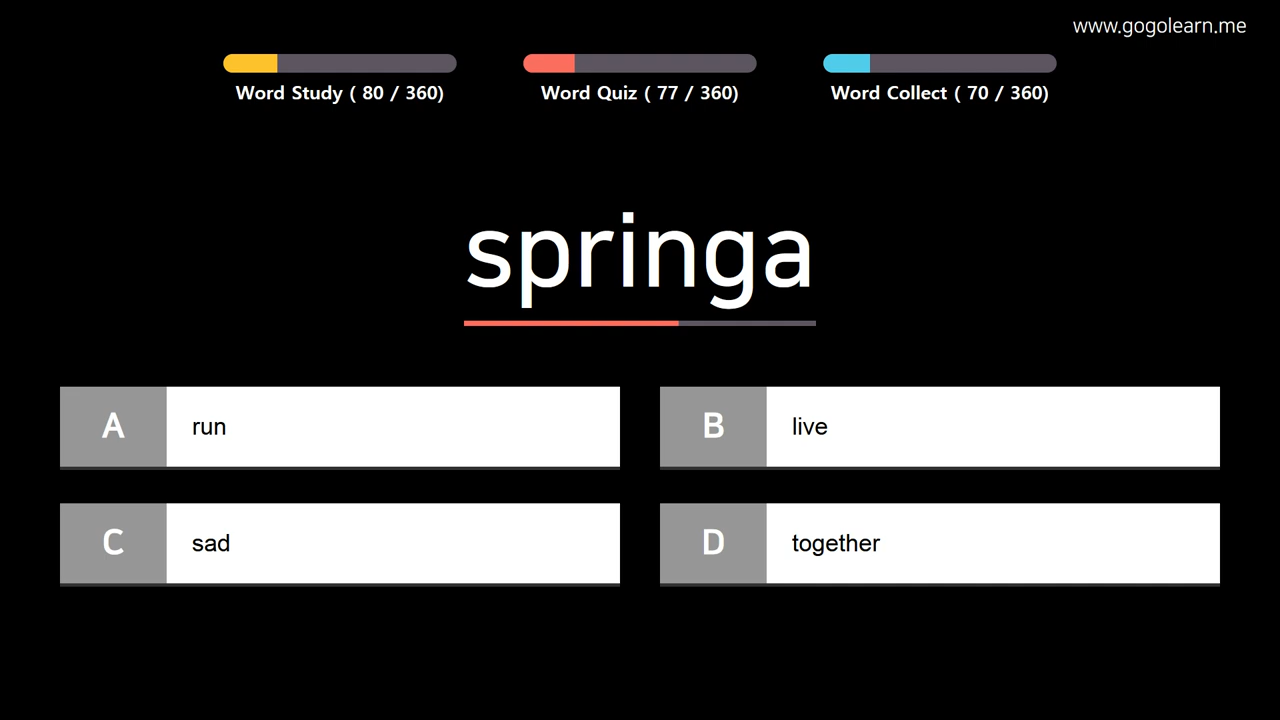 www.gogolearn.me
Word Study ( 80 / 360)
Word Quiz ( 77 / 360)
Word Collect ( 70 / 360)
springa
A run
B live
C sad
D together